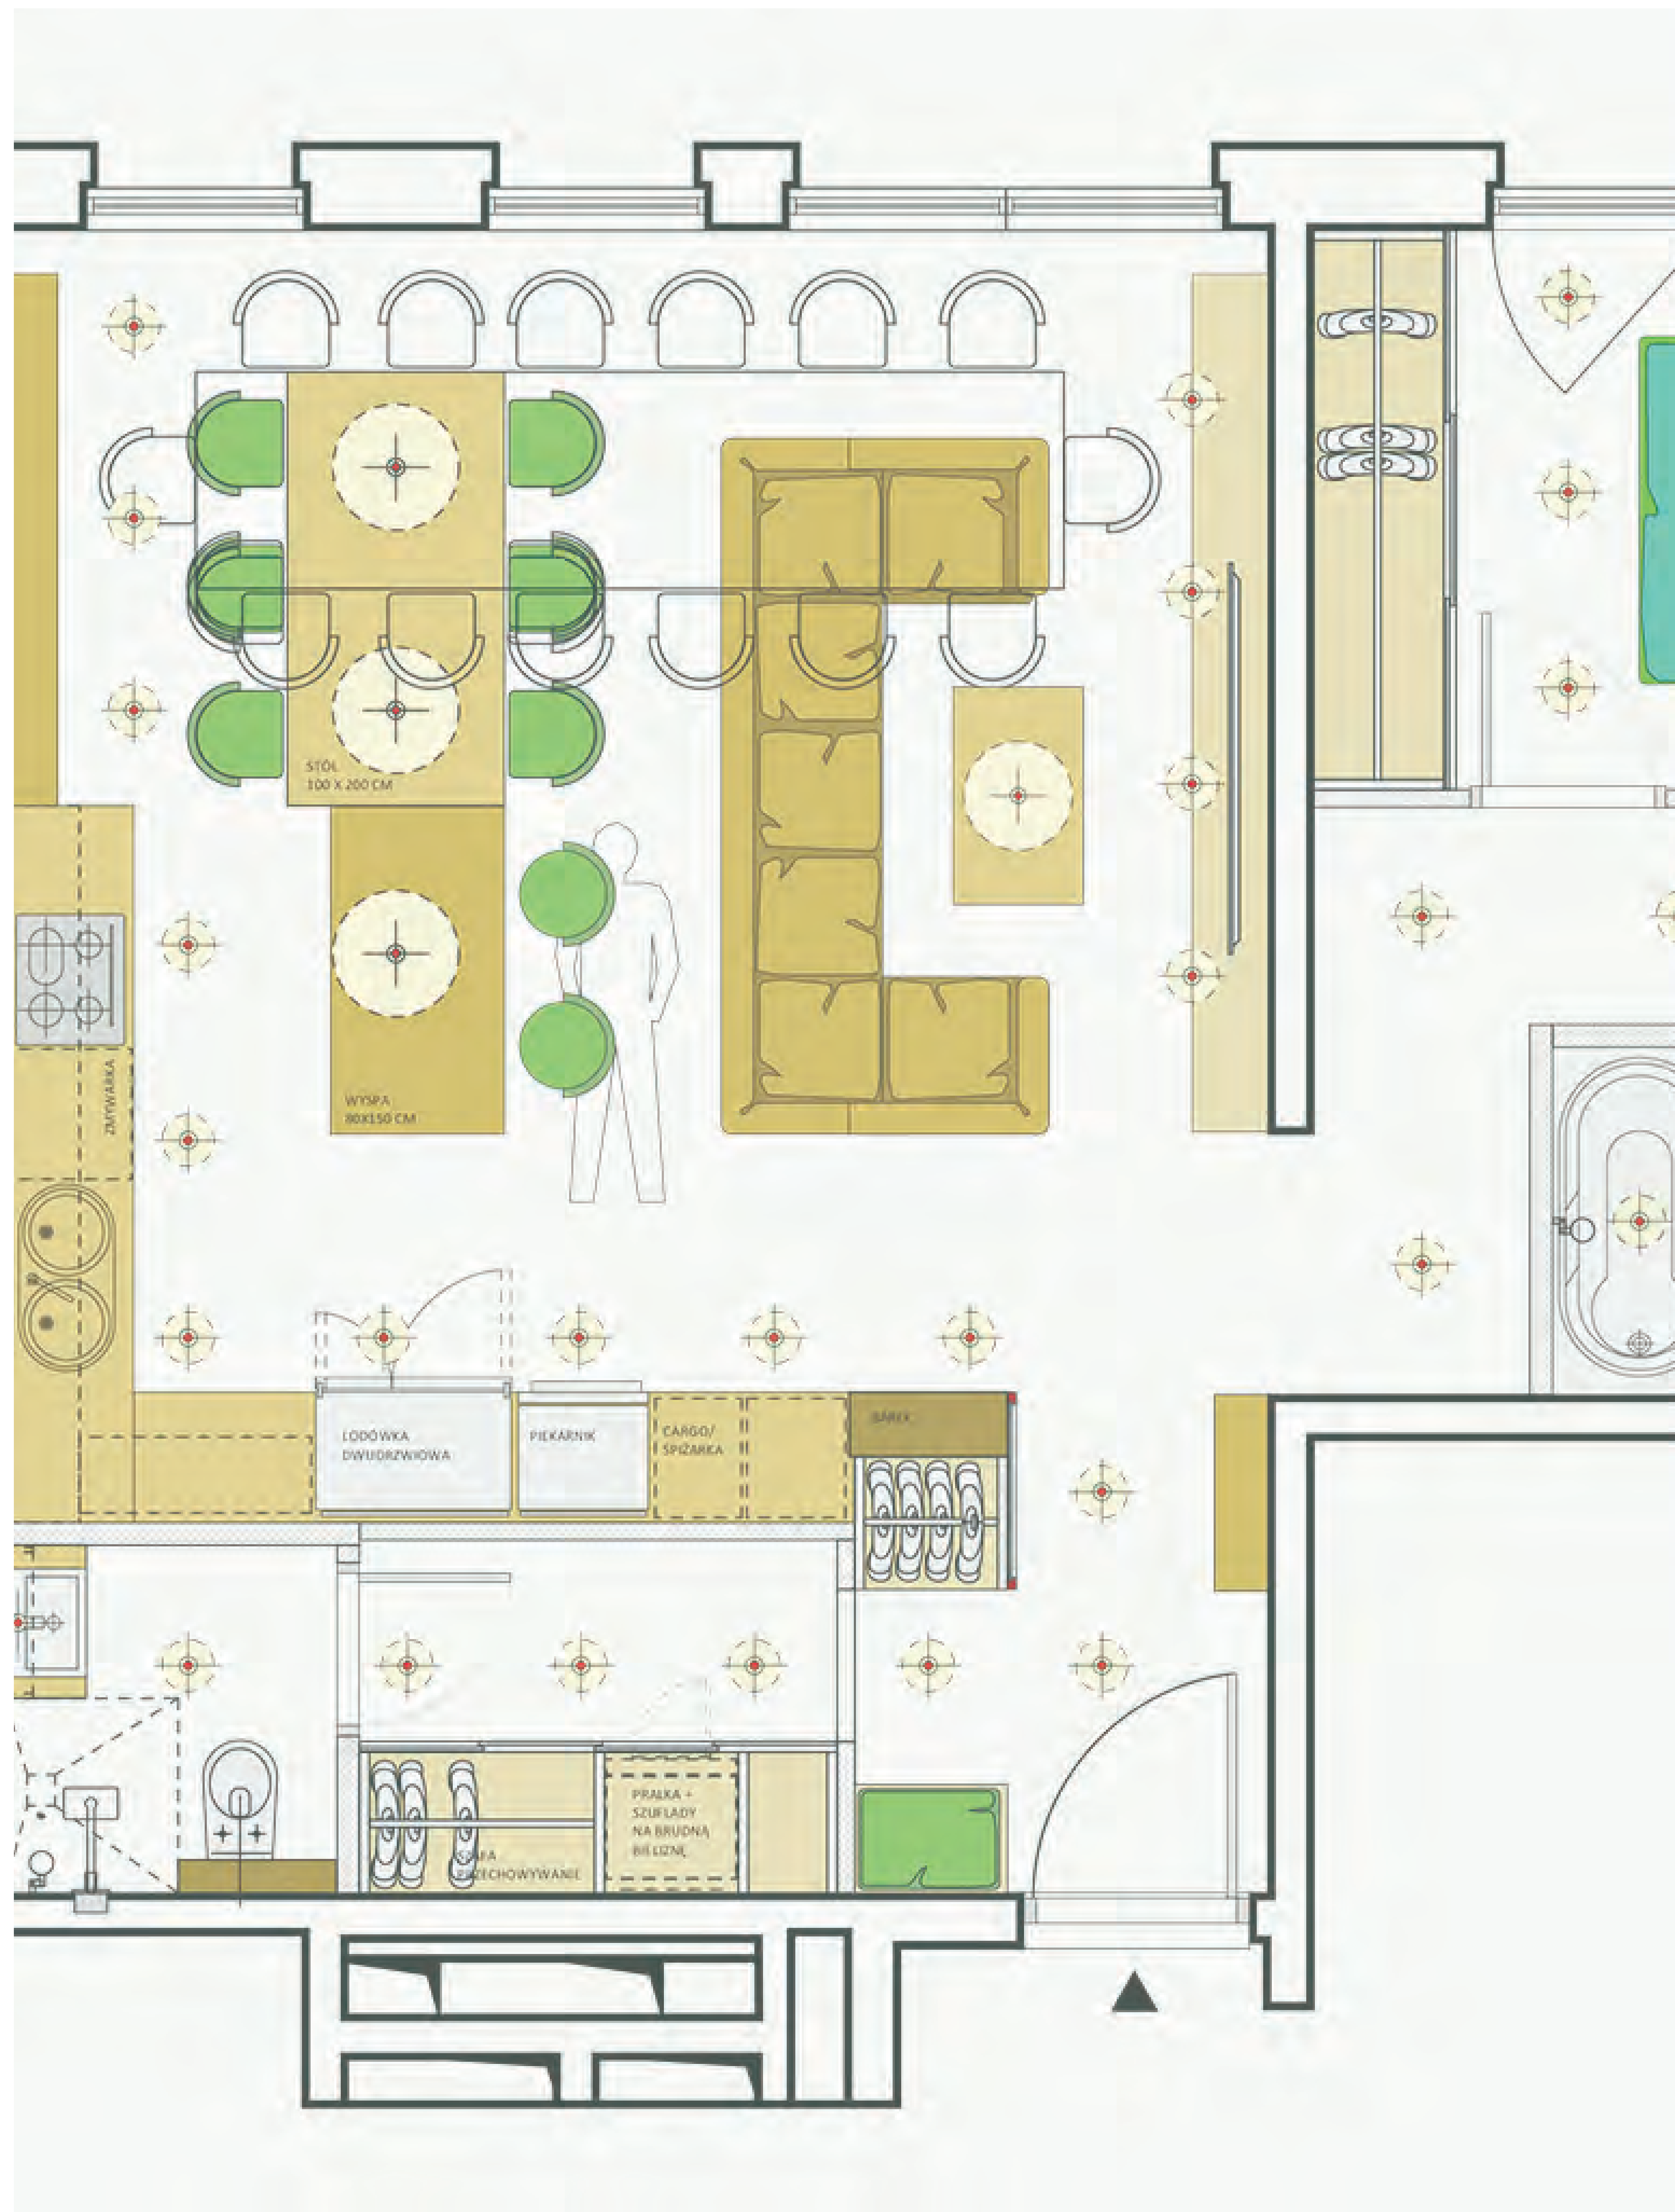 STÓŁ
100 X 200 CM
WYSPA
80X150 CM
ZMYWARKA
LODÓWKA
DWUDRZWIOWA
PIEKARNIK
CARGO/
SPIŻARKA
BAREK
PRALKA +
SZUFLADY
NA BRUDNĄ
BIELIZNĘ
SZAFA
PRZECHOWYWANIE